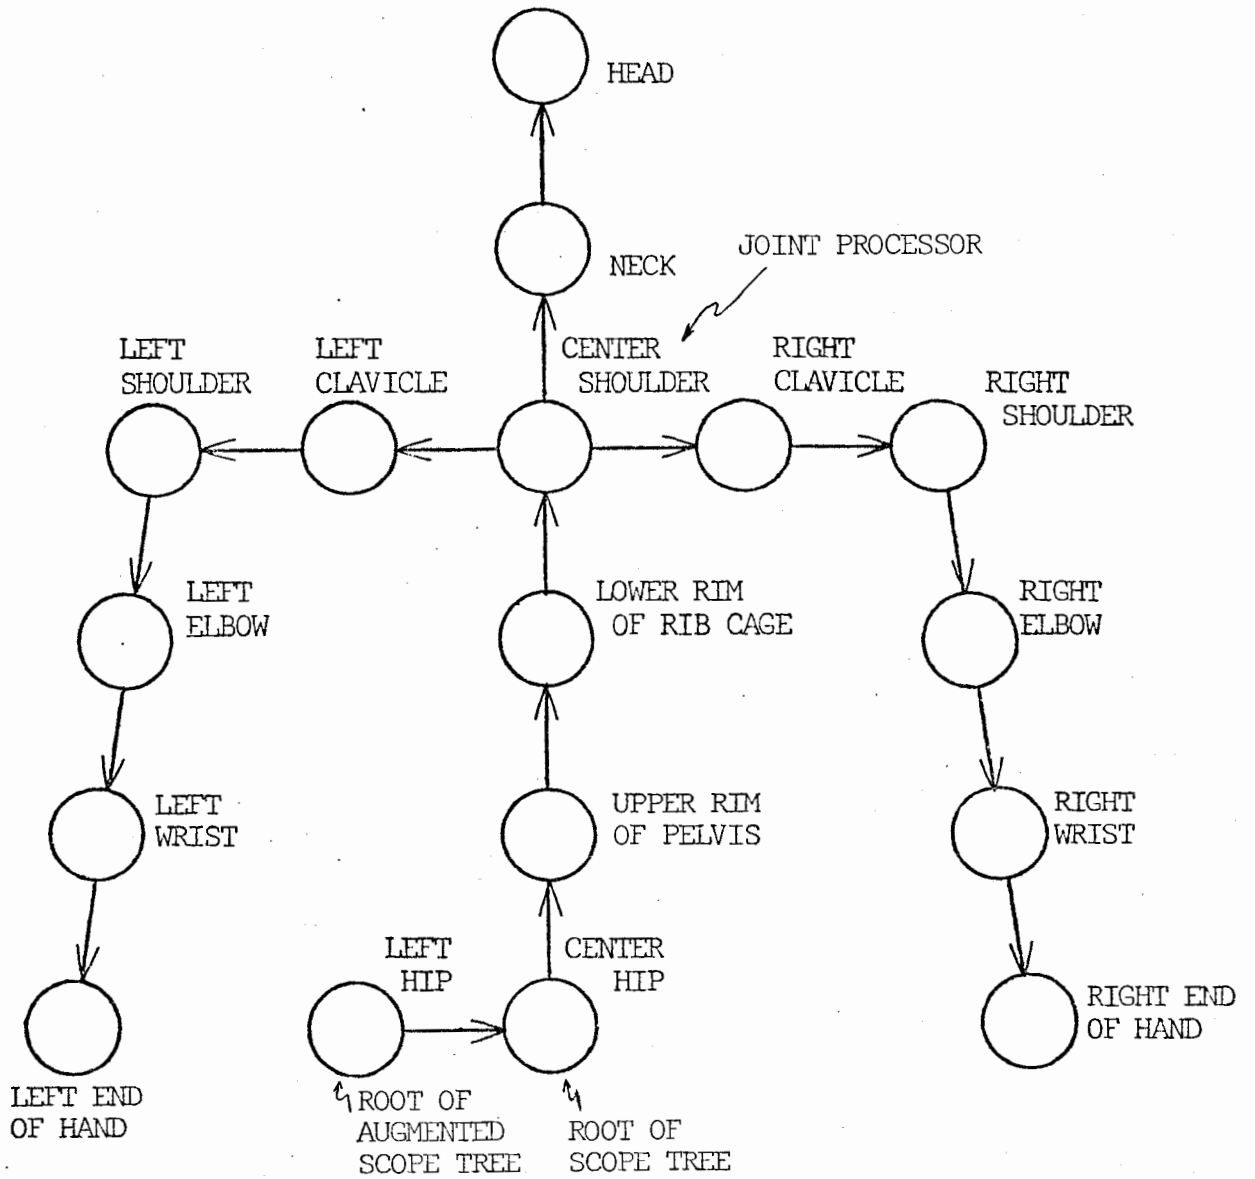 HEAD
NECK
JOINT PROCESSOR
LEFT
SHOULDER
LEFT
CLAVICLE
CENTER
SHOULDER
RIGHT
CLAVICLE
RIGHT
SHOULDER
LEFT
ELBOW
LOWER RIM
OF RIB CAGE
RIGHT
ELBOW
LEFT
WRIST
UPPER RIM
OF PELVIS
RIGHT
WRIST
LEFT
HIP
CENTER
HIP
RIGHT END
OF HAND
LEFT END
OF HAND
ROOT OF
AUGMENTED
SCOPE TREE
ROOT OF
SCOPE TREE